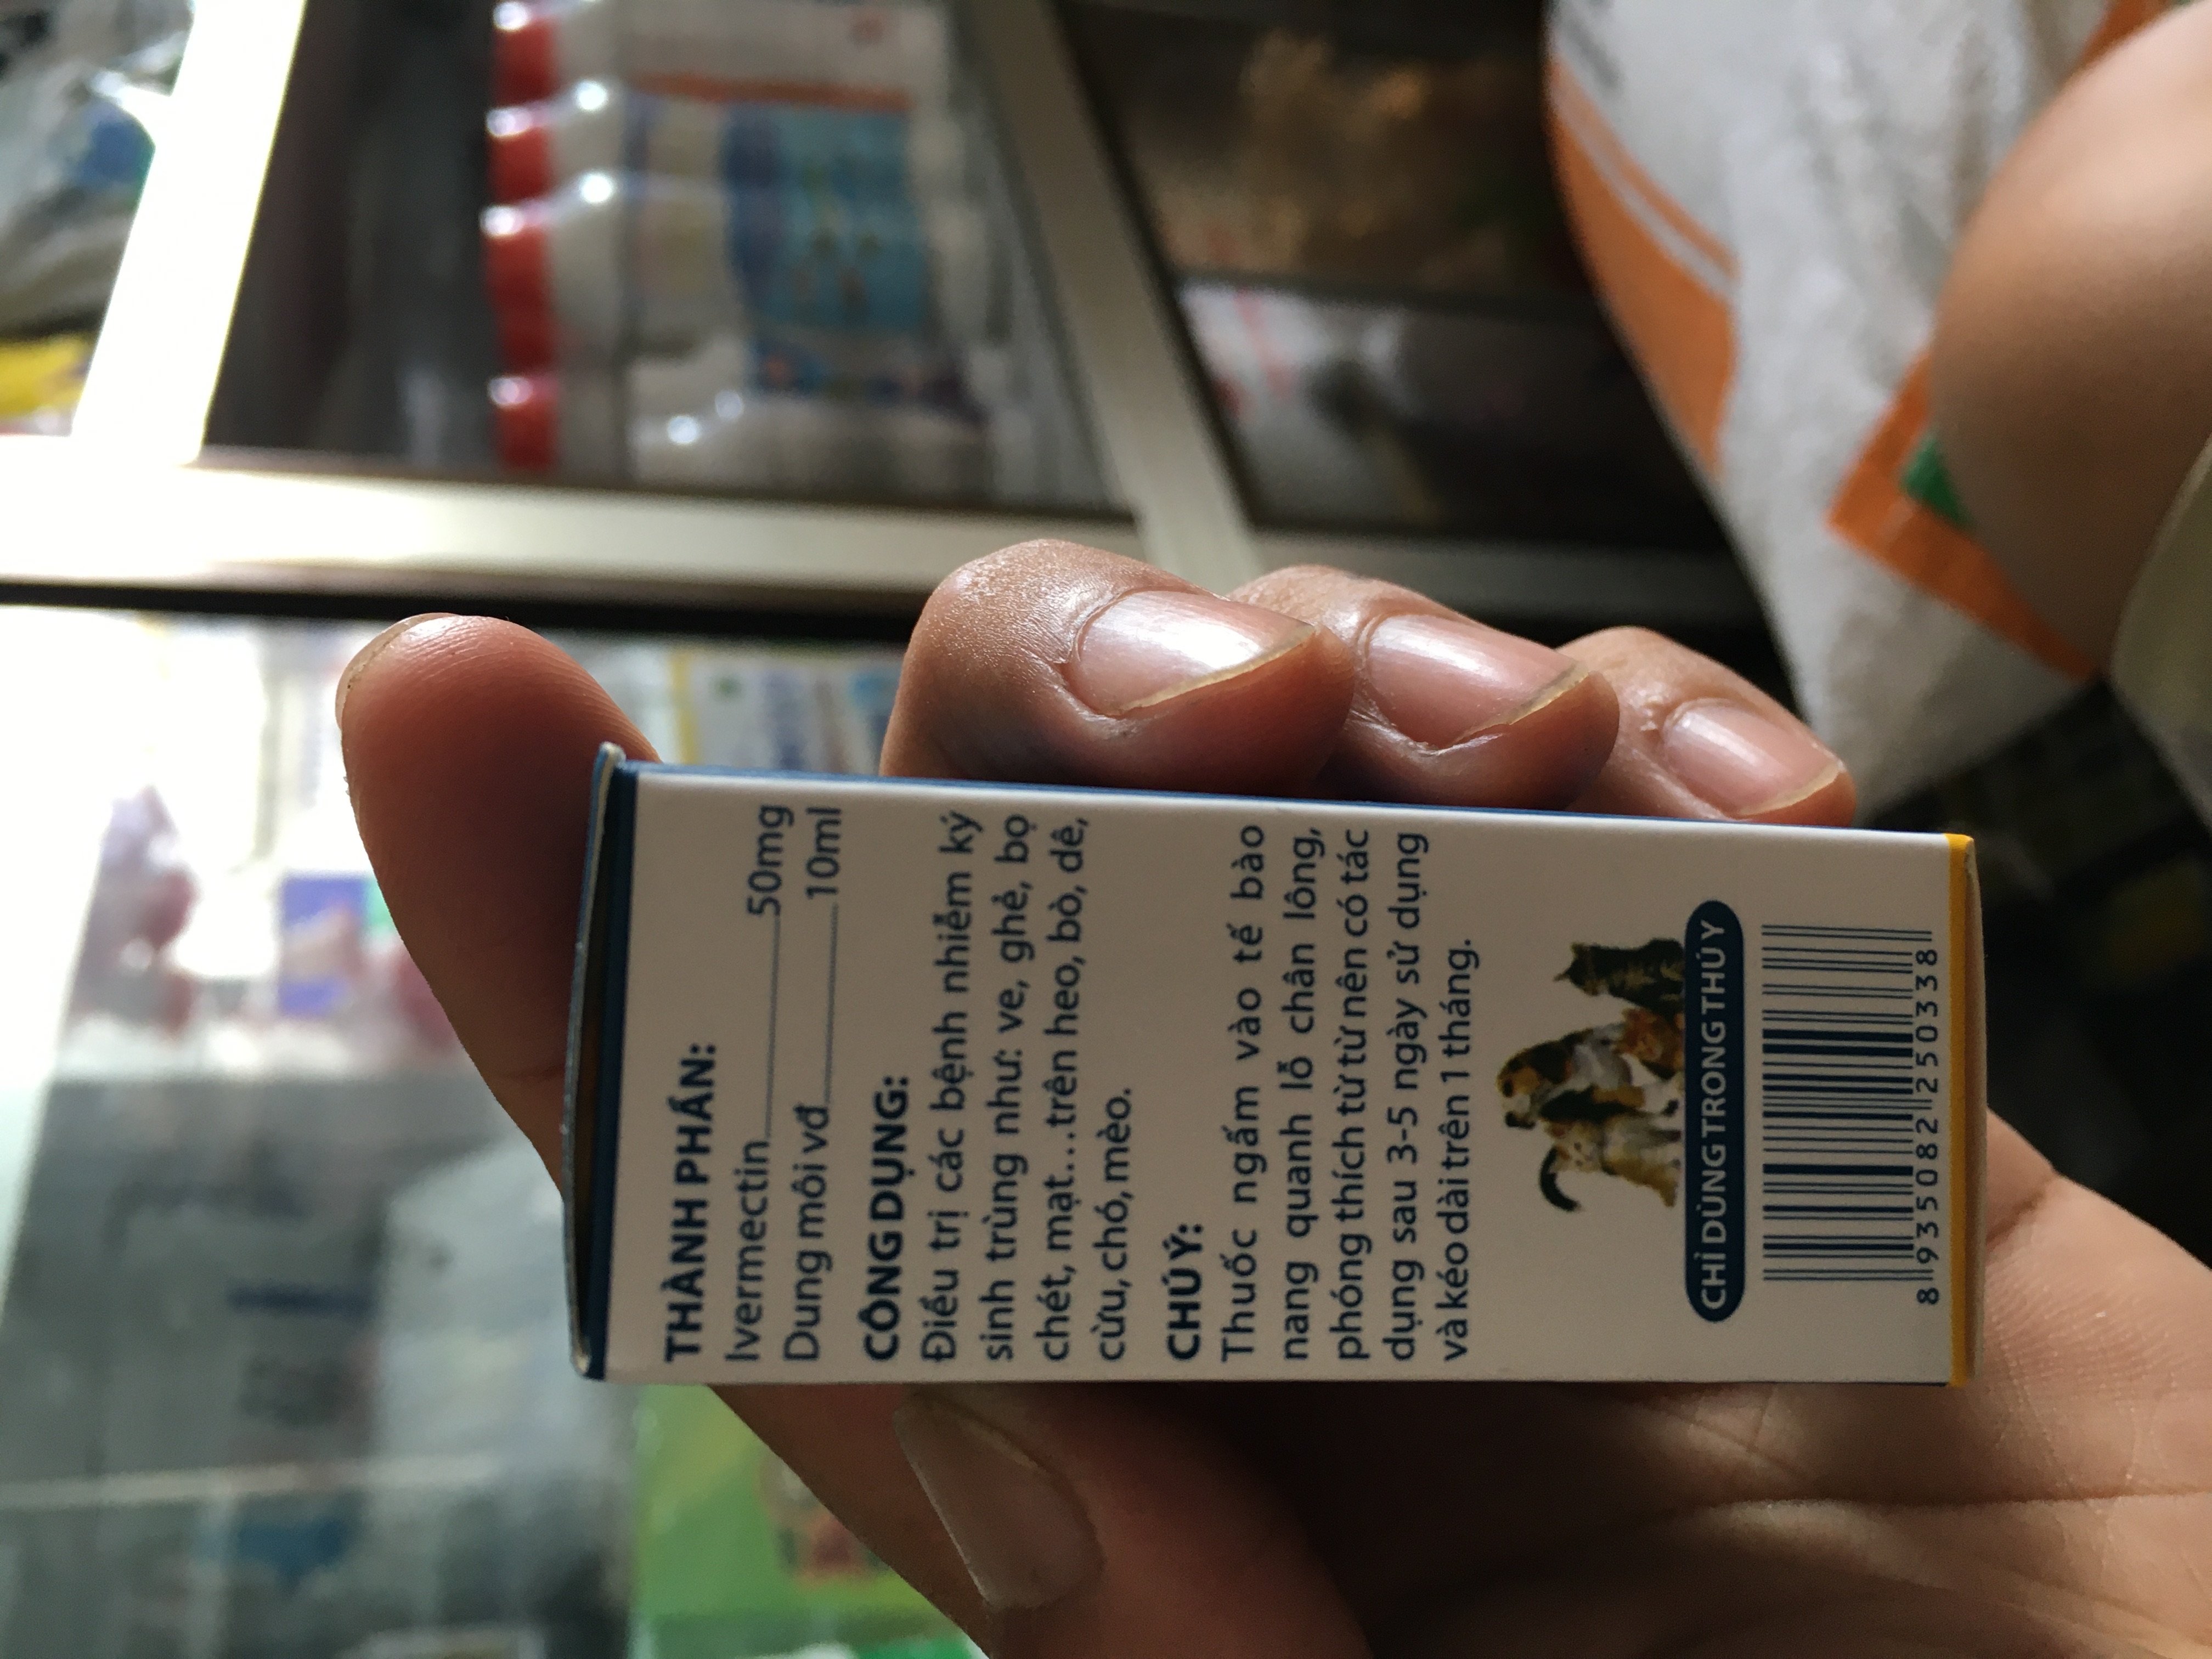 THÀNH PHẦN:
Ivermectin 50mg
Dung môi vđ 10ml
CÔNG DỤNG:
Điều trị các bệnh nhiễm ký
sinh trùng như: ve, ghẻ, bọ
chét, mạt...trên heo, bò, dê,
cừu, chó, mèo.
CHÚ Ý:
Thuốc ngấm vào tế bào
nang quanh lỗ chân lông,
phóng thích từ từ nên có tác
dụng sau 3-5 ngày sử dụng
và kéo dài trên 1 tháng.
CHỈ DÙNG TRONG THÚ Y
8 935082 250338